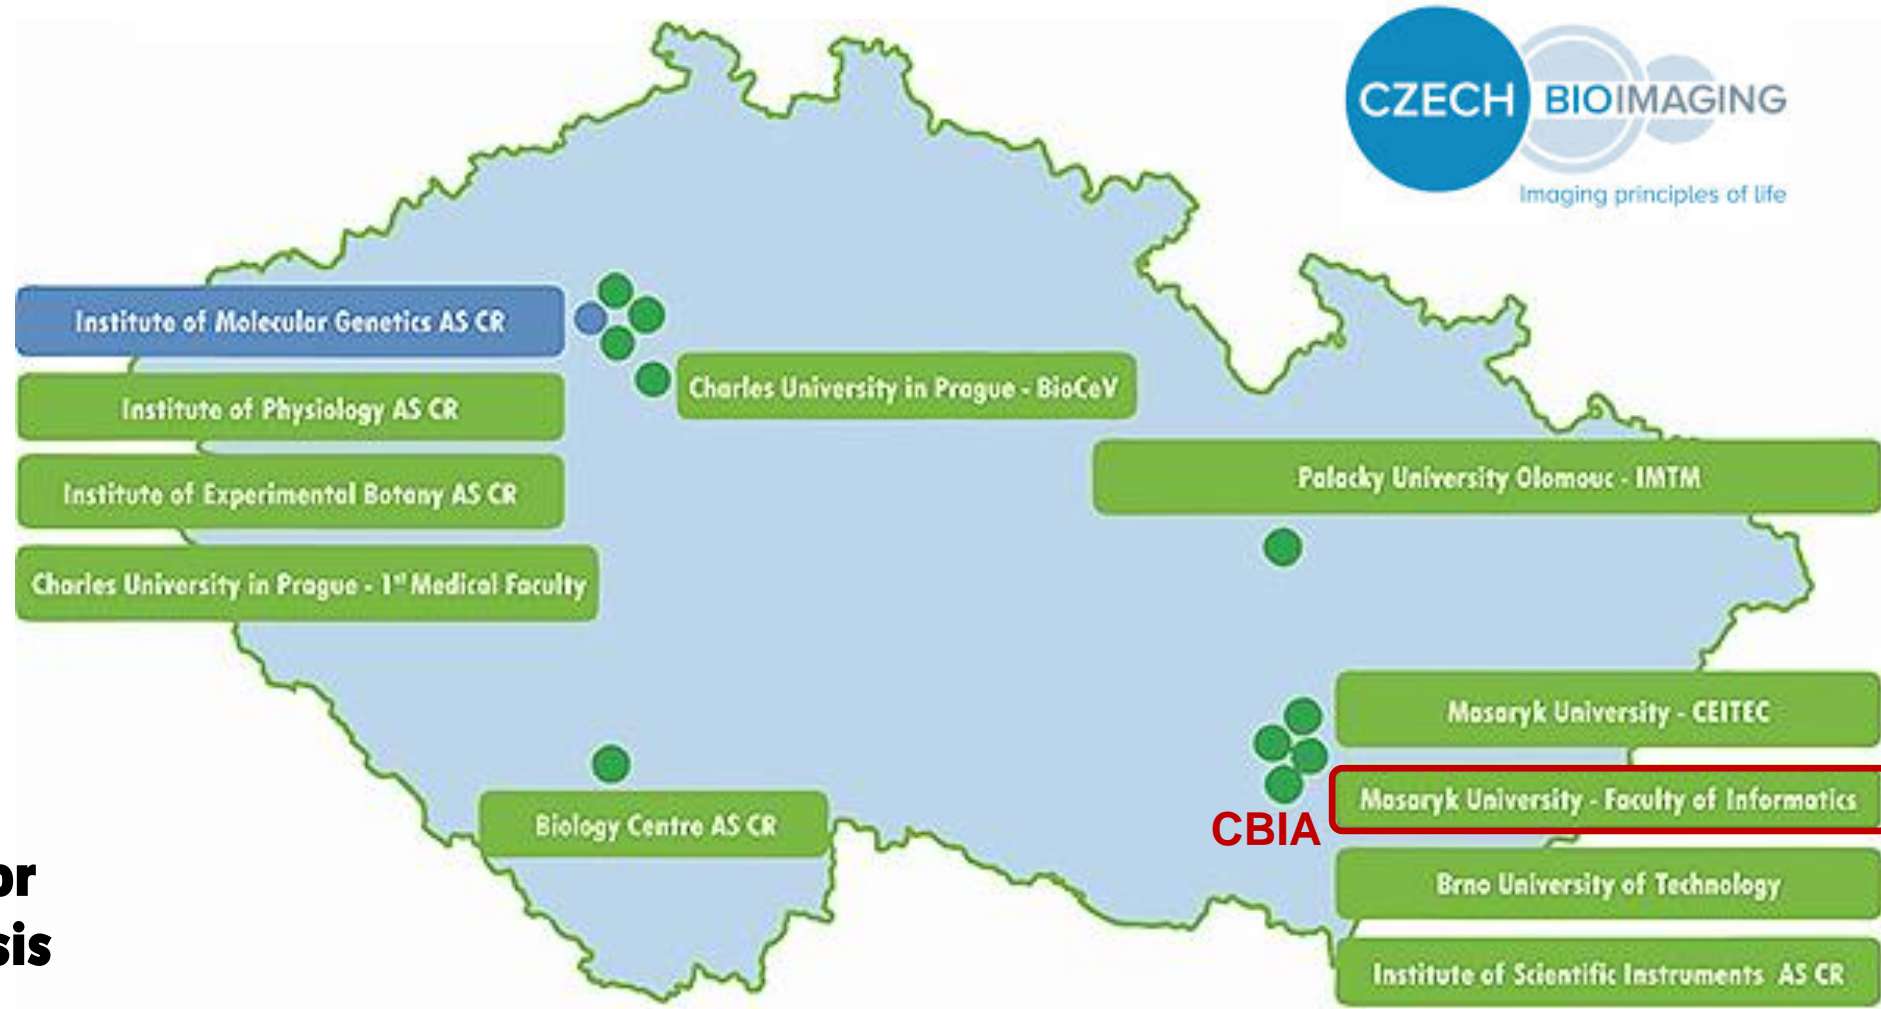 CZECH BIOIMAGING
Imaging principles of life
Institute of Molecular Genetics AS CR
Institute of Physiology AS CR
Charles University in Prague - BioCeV
Institute of Experimental Botany AS CR
Palacky University Olomouc - IMTM
Charles University in Prague - 1st Medical Faculty
Masaryk University - CEITEC
Masaryk University - Faculty of Informatics
CBIA
Biology Centre AS CR
Brno University of Technology
Institute of Scientific Instruments AS CR
or
sis